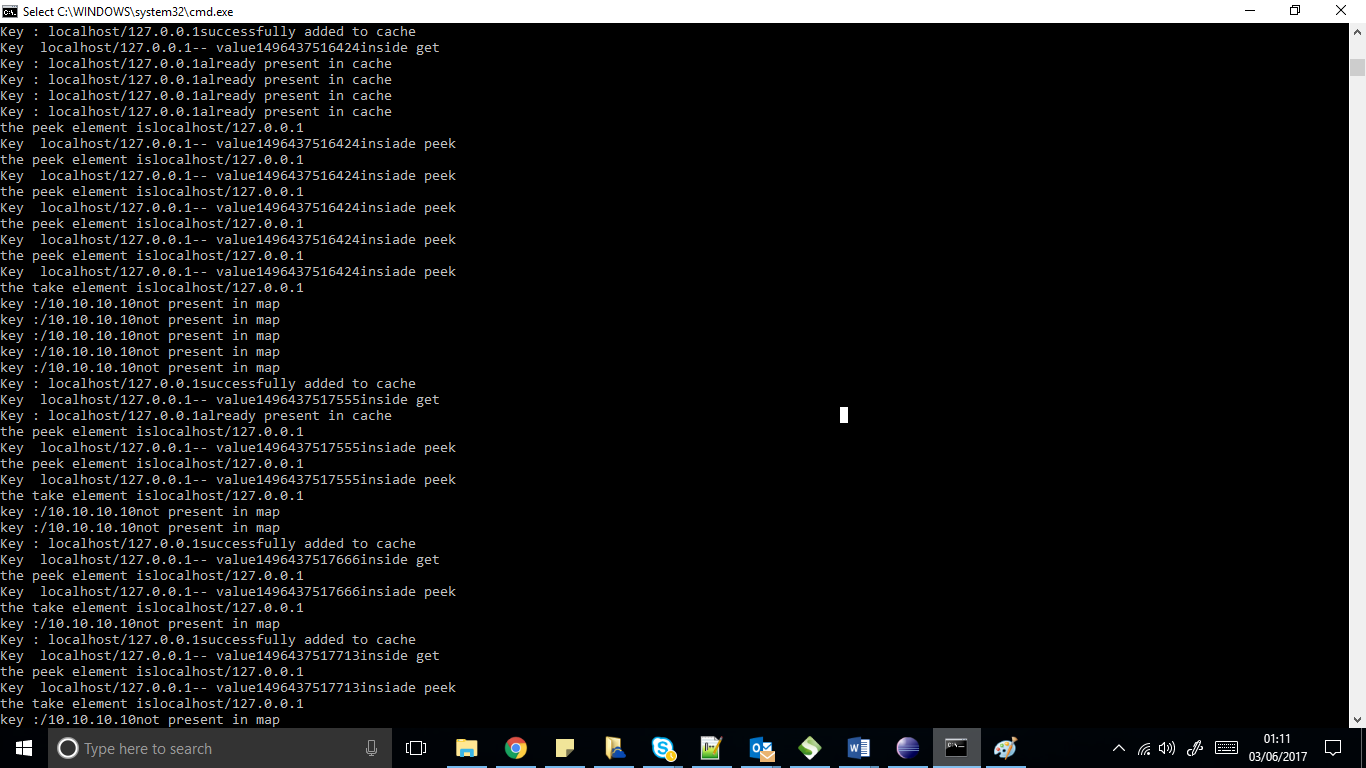 Select C:\WINDOWS\system32\cmd.exe
Key : localhost/127.0.0.1successfully added to cache
Key  localhost/127.0.0.1-- value1496437516424inside get
Key : localhost/127.0.0.1already present in cache
Key : localhost/127.0.0.1already present in cache
Key : localhost/127.0.0.1already present in cache
Key : localhost/127.0.0.1already present in cache
the peek element islocalhost/127.0.0.1
Key  localhost/127.0.0.1-- value1496437516424insiade peek
the peek element islocalhost/127.0.0.1
Key  localhost/127.0.0.1-- value1496437516424insiade peek
the peek element islocalhost/127.0.0.1
Key  localhost/127.0.0.1-- value1496437516424insiade peek
the peek element islocalhost/127.0.0.1
Key  localhost/127.0.0.1-- value1496437516424insiade peek
the peek element islocalhost/127.0.0.1
Key  localhost/127.0.0.1-- value1496437516424insiade peek
the take element islocalhost/127.0.0.1
key :/10.10.10.10not present in map
key :/10.10.10.10not present in map
key :/10.10.10.10not present in map
key :/10.10.10.10not present in map
key :/10.10.10.10not present in map
Key : localhost/127.0.0.1successfully added to cache
Key  localhost/127.0.0.1-- value1496437517555inside get
Key : localhost/127.0.0.1already present in cache
the peek element islocalhost/127.0.0.1
Key  localhost/127.0.0.1-- value1496437517555insiade peek
the peek element islocalhost/127.0.0.1
Key  localhost/127.0.0.1-- value1496437517555insiade peek
the take element islocalhost/127.0.0.1
key :/10.10.10.10not present in map
key :/10.10.10.10not present in map
Key : localhost/127.0.0.1successfully added to cache
Key  localhost/127.0.0.1-- value1496437517666inside get
the peek element islocalhost/127.0.0.1
Key  localhost/127.0.0.1-- value1496437517666insiade peek
the take element islocalhost/127.0.0.1
key :/10.10.10.10not present in map
Key : localhost/127.0.0.1successfully added to cache
Key  localhost/127.0.0.1-- value1496437517713inside get
the peek element islocalhost/127.0.0.1
Key  localhost/127.0.0.1-- value1496437517713insiade peek
the take element islocalhost/127.0.0.1
key :/10.10.10.10not present in map
Type here to search
01:11
03/06/2017